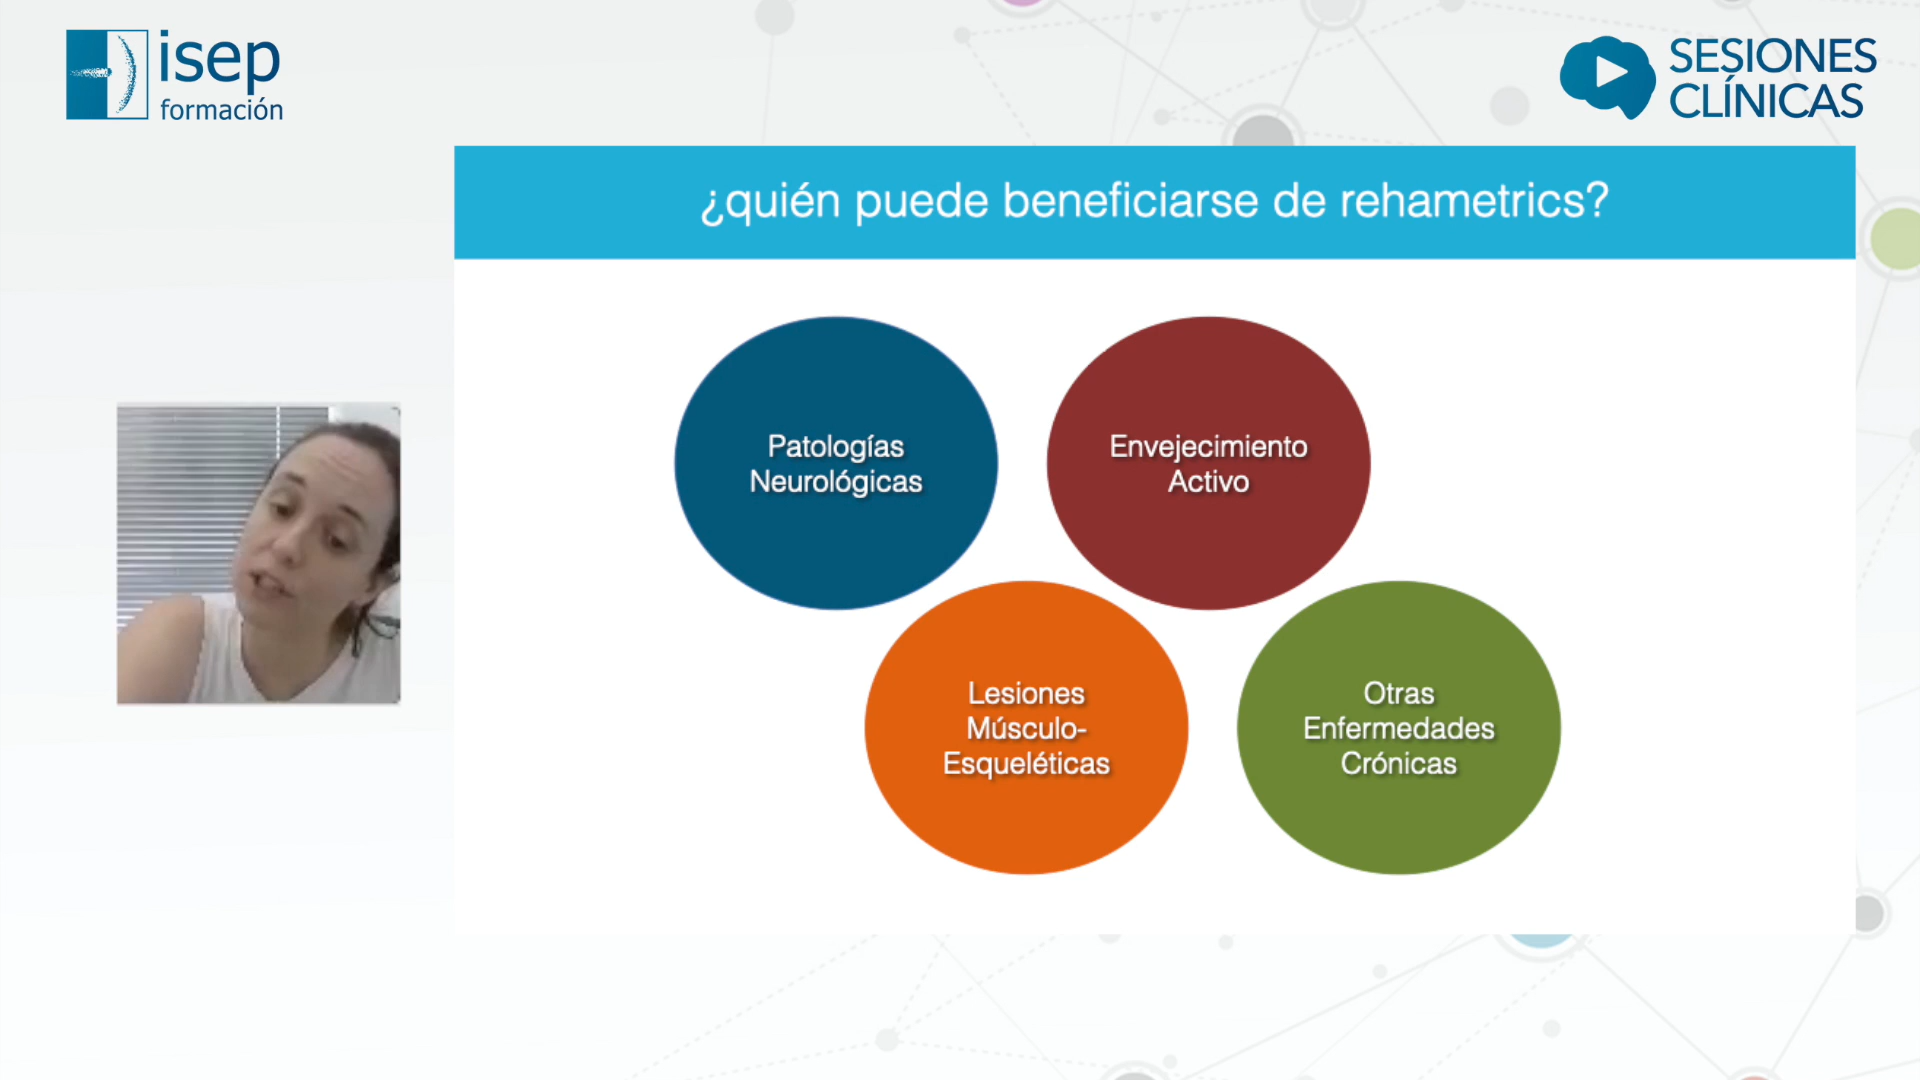 isep
formación
SESIONES
CLÍNICAS
¿quién puede beneficiarse de rehametrics?
Patologías
Neurológicas
Envejecimiento
Activo
Lesiones
Músculo-
Esqueléticas
Otras
Enfermedades
Crónicas